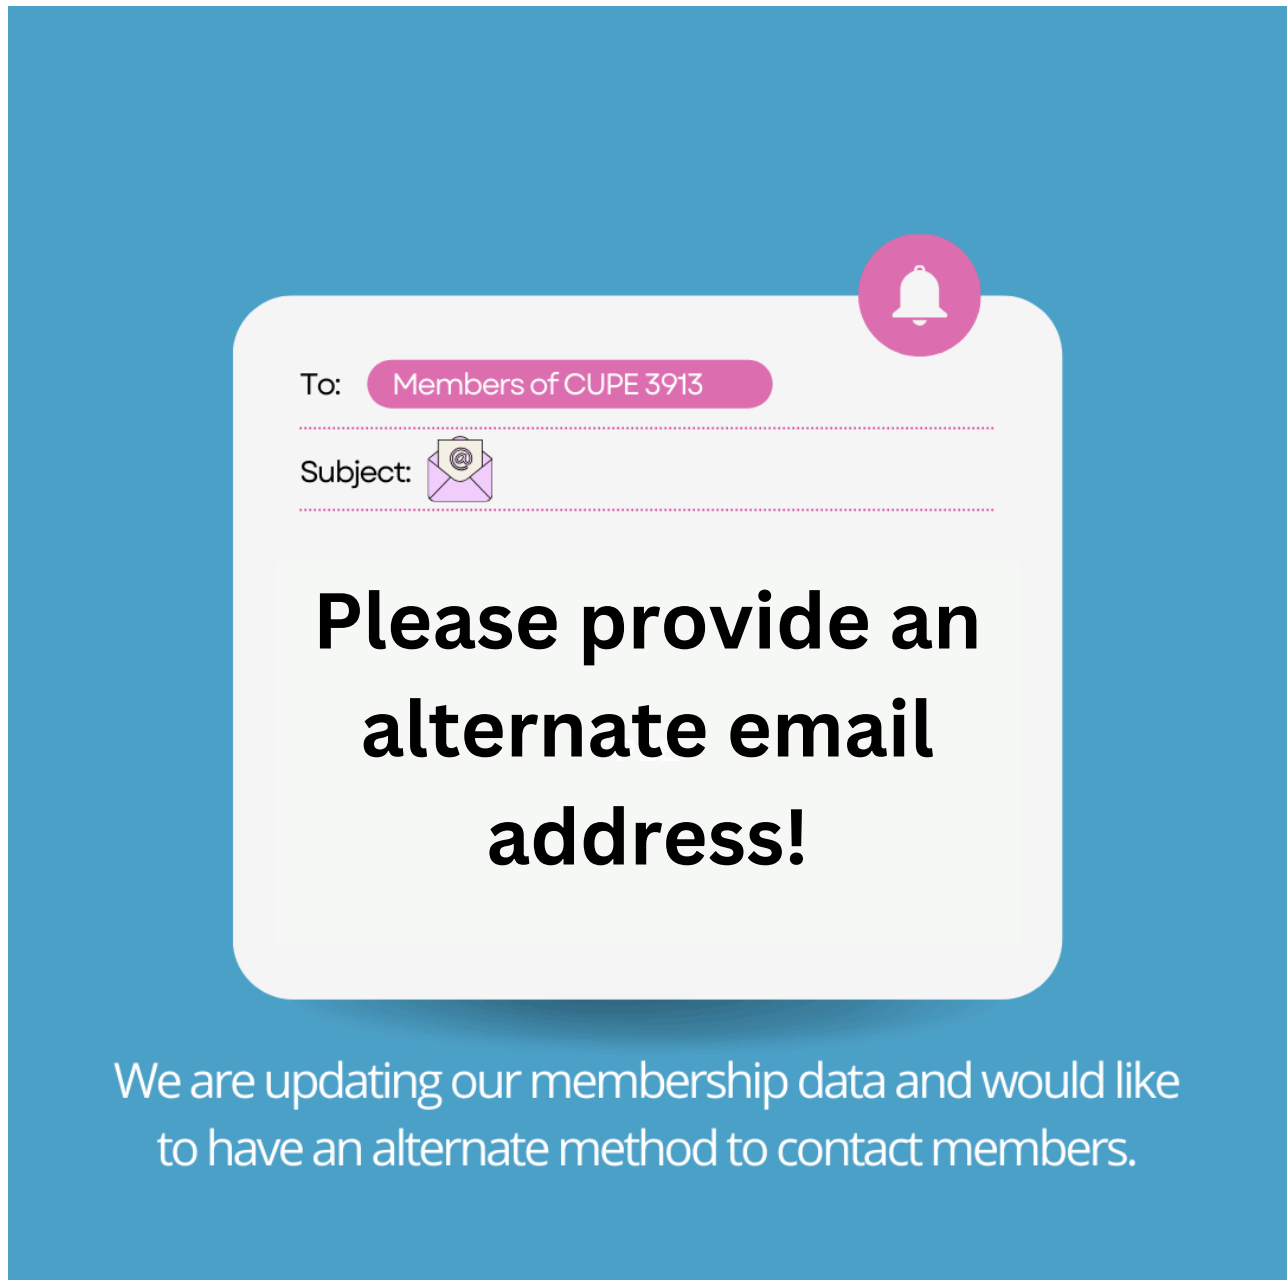 To: Members of CUPE 3913
Subject: @
Please provide an
alternate email
address!
We are updating our membership data and would like
to have an alternate method to contact members.